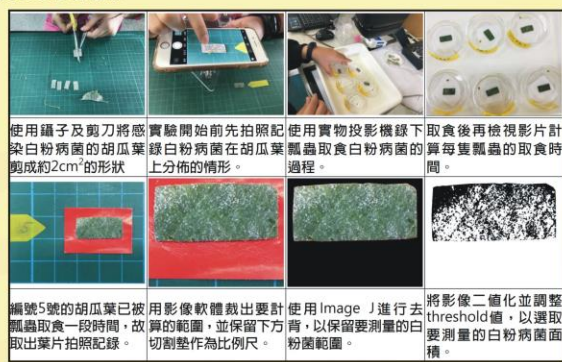 使用鑷子及剪刀將感
染白粉病菌的胡瓜葉
剪成約2cm²的形狀
實驗開始前先拍照記
錄白粉病菌在胡瓜葉
上分佈的情形。
使用實物投影機錄下
瓢蟲取食白粉病菌的
過程。
取食後再檢視影片計
算每隻瓢蟲的取食時
間。
編號5號的胡瓜葉已被
瓢蟲取食一段時間，故
取出葉片拍照記錄。
用影像軟體裁出要計
算的範圍，並保留下方
切割墊作為比例尺。
使用Image J進行去
背，以保留要測量的白
粉菌範圍。
將影像二值化並調整
threshold值，以選取
要測量的白粉病菌面
積。